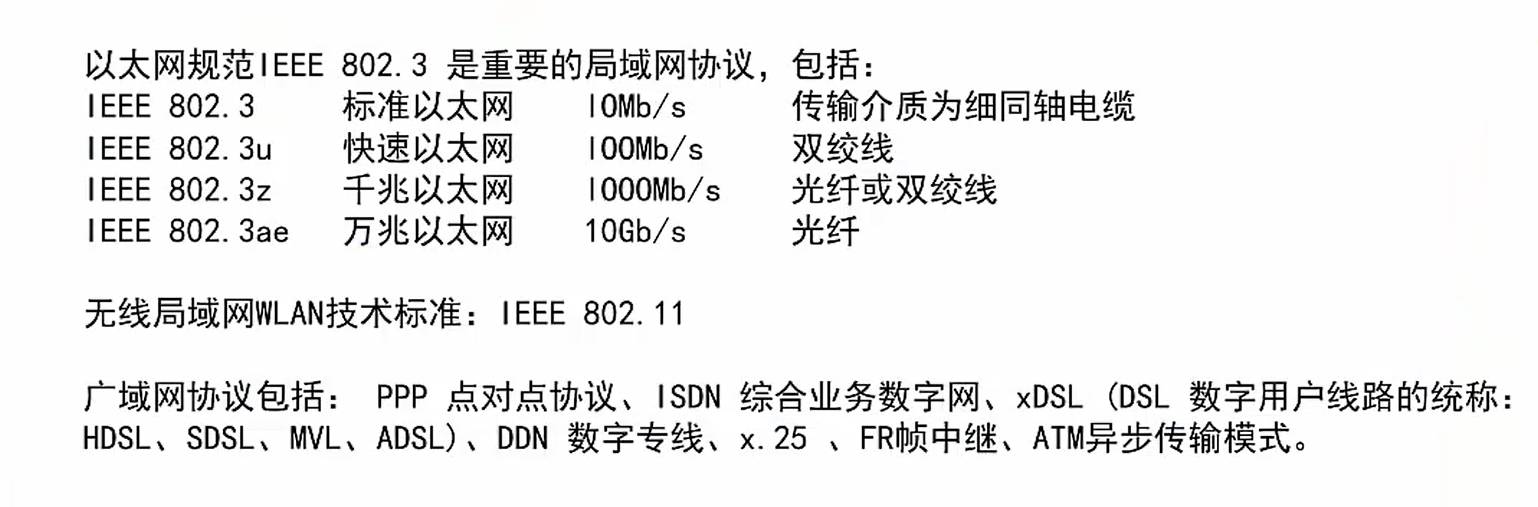 以太网规范IEEE 802.3 是重要的局域网协议，包括：
IEEE 802.3 标准以太网 10Mb/s 传输介质为细同轴电缆
IEEE 802.3u 快速以太网 100Mb/s 双绞线
IEEE 802.3z 千兆以太网 1000Mb/s 光纤或双绞线
IEEE 802.3ae 万兆以太网 10Gb/s 光纤
无线局域网WLAN技术标准：IEEE 802.11
广域网协议包括： PPP 点对点协议、ISDN 综合业务数字网、xDSL (DSL 数字用户线路的统称：
HDSL、SDSL、MVL、ADSL)、DDN 数字专线、x.25 、FR帧中继、ATM异步传输模式。